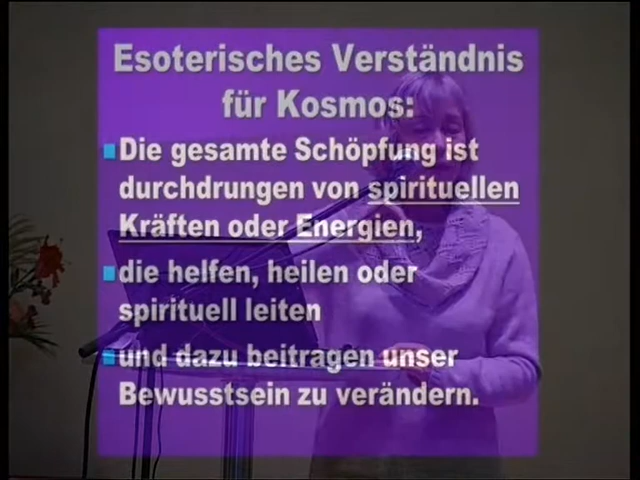 Esoterisches Verständnis
für Kosmos:
Die gesamte Schöpfung ist
durchdrungen von spirituellen
Kräften oder Energien,
die helfen, heilen oder
spirituell leiten
und dazu beitragen unser
Bewusstsein zu verändern.